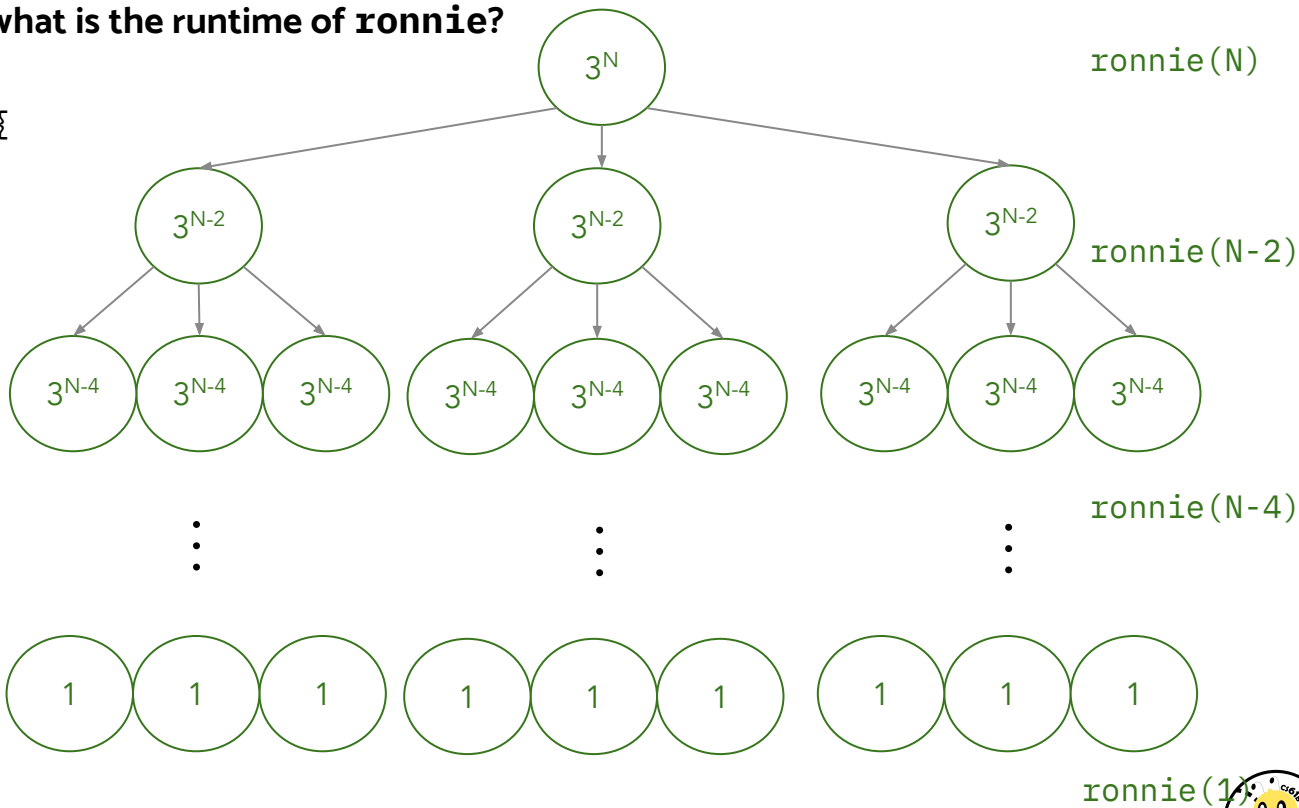 what is the runtime of ronnie?
3^N
ronnie(N)
3^N-2 3^N-2 3^N-2
ronnie(N-2)
3^N-4 3^N-4 3^N-4 3^N-4 3^N-4 3^N-4 3^N-4 3^N-4 3^N-4
ronnie(N-4)
1 1 1 1 1 1 1 1 1
ronnie(1)